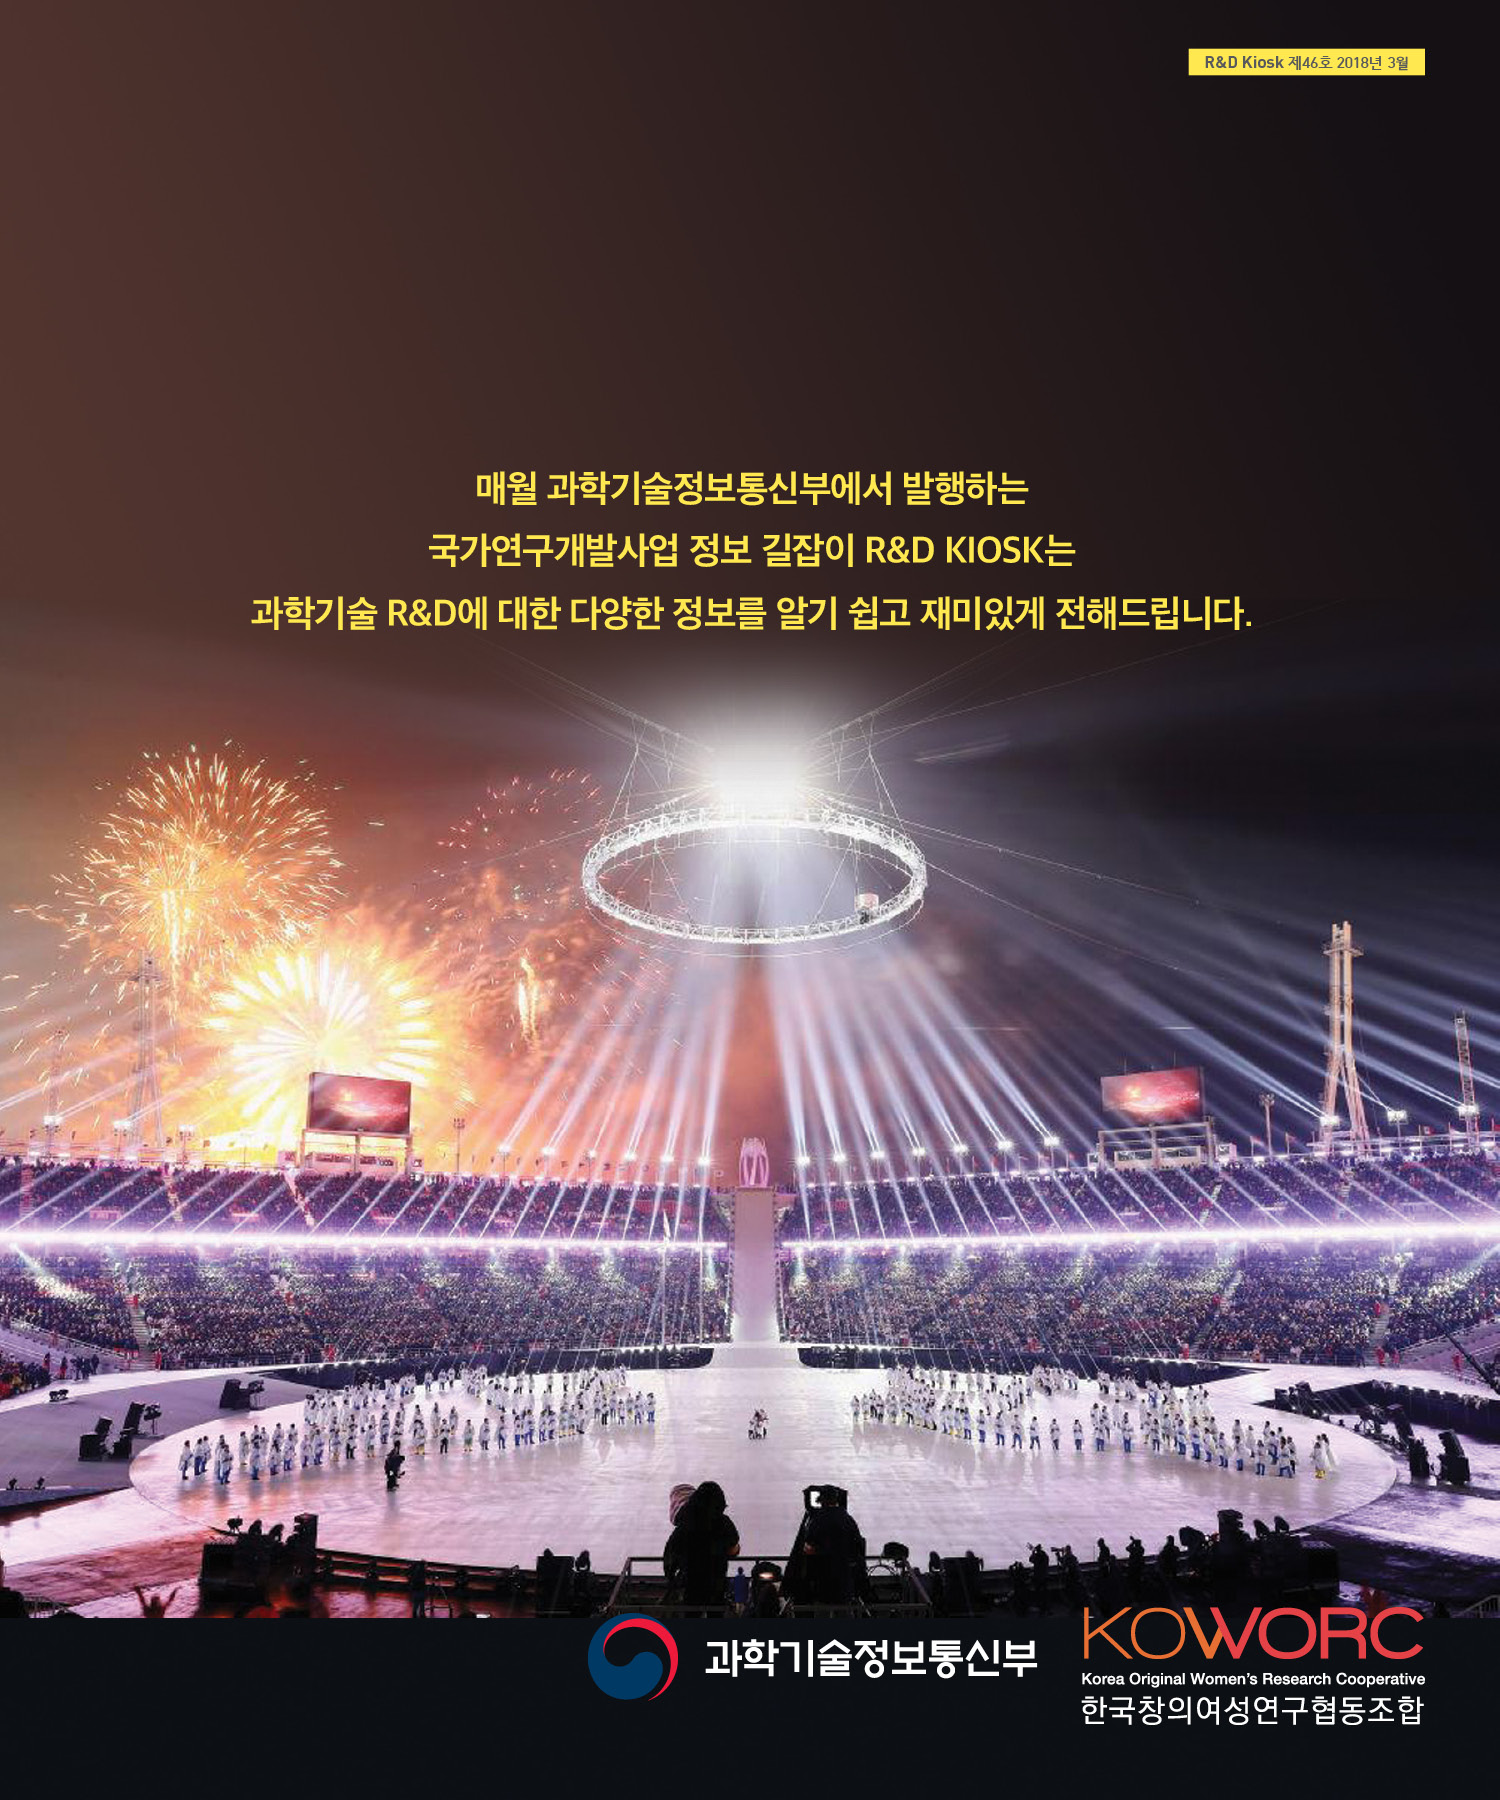 R&D Kiosk 제46호 2018년 3월
매월 과학기술정보통신부에서 발행하는
국가연구개발사업 정보 길잡이 R&D KIOSK는
과학기술 R&D에 대한 다양한 정보를 알기 쉽고 재미있게 전해드립니다.
과학기술정보통신부
KOWORC
Korea Original Women's Research Cooperative
한국창의여성연구협동조합